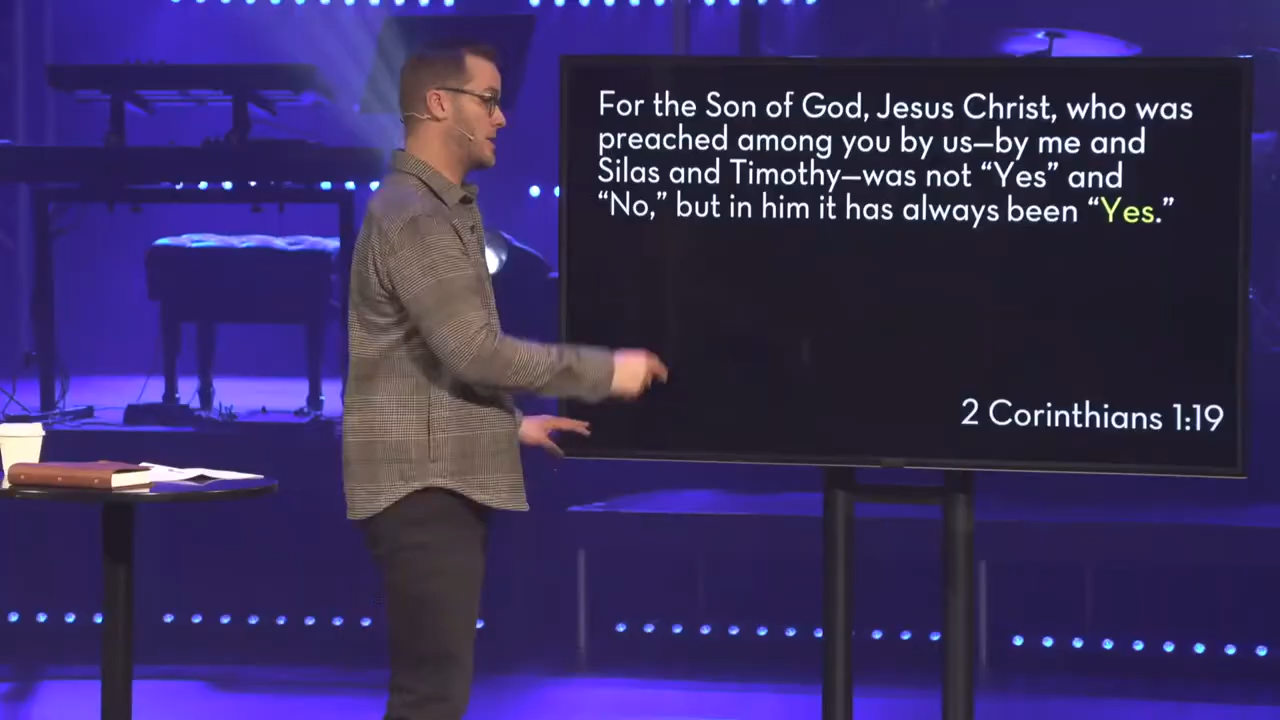 For the Son of God, Jesus Christ, who was
preached among you by us—by me and
Silas and Timothy—was not “Yes” and
“No,” but in him it has always been “Yes.”
2 Corinthians 1:19